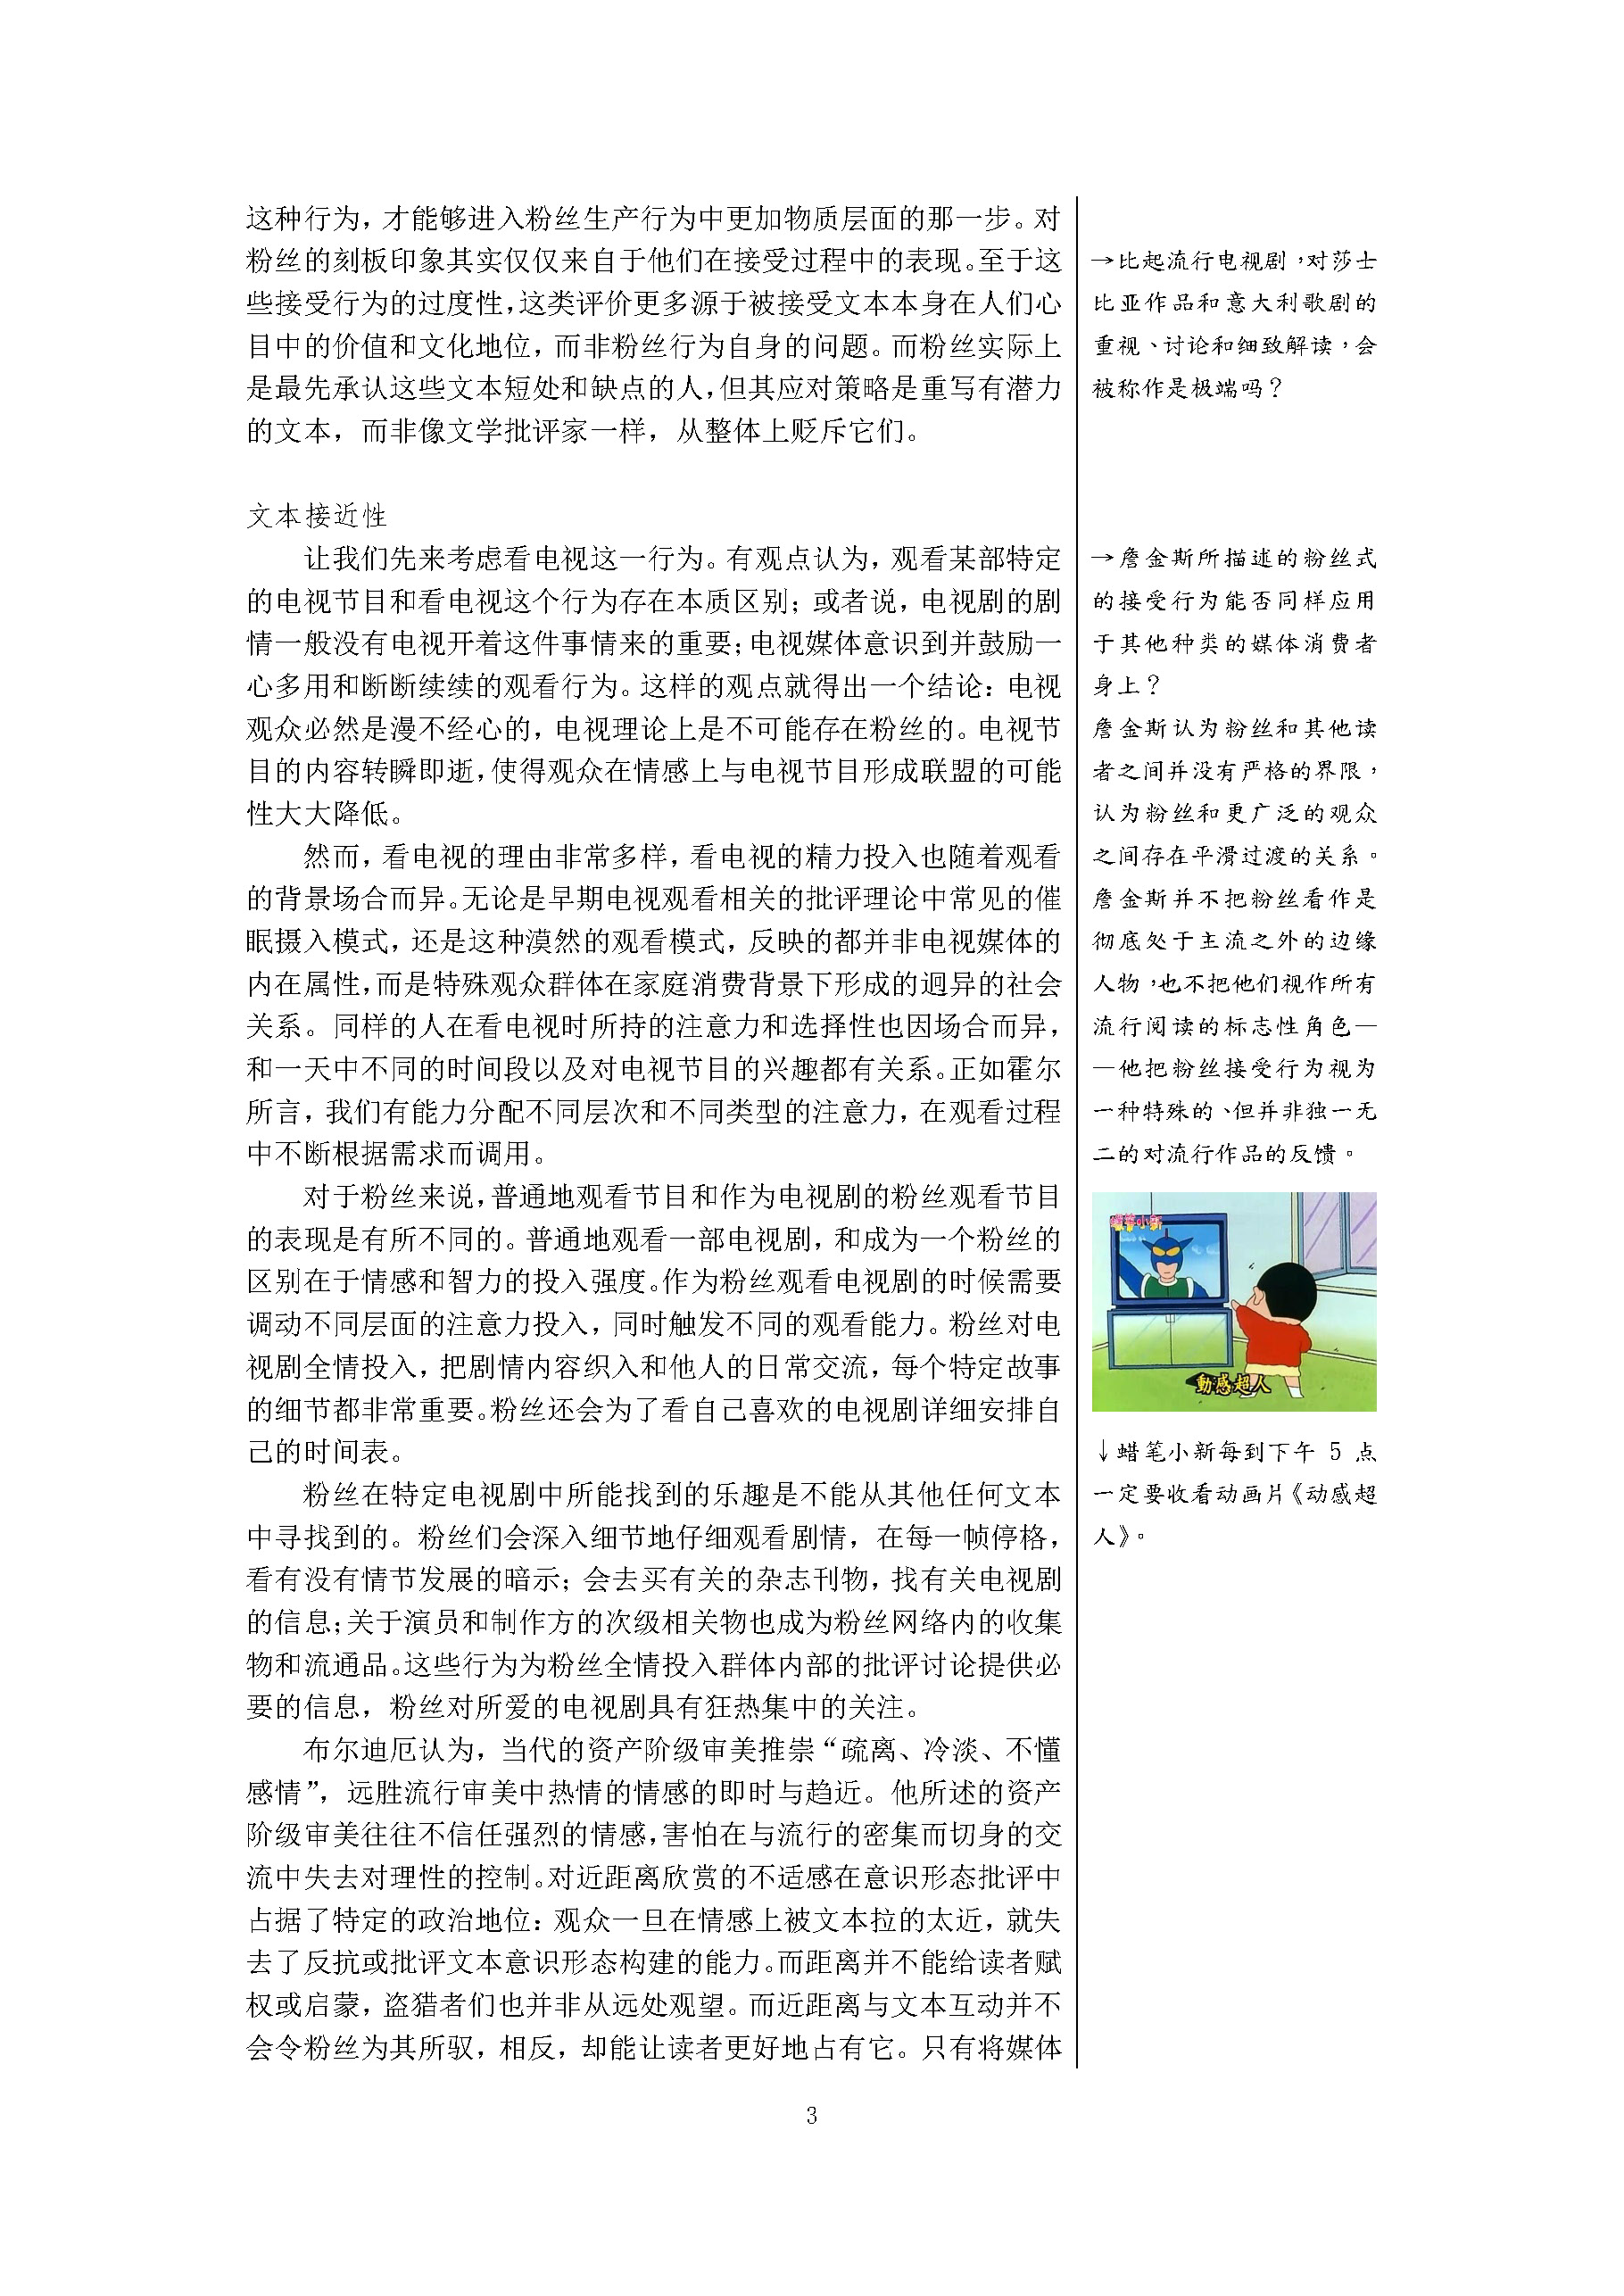 这种行为，才能够进入粉丝生产行为中更加物质层面的那一步。对
粉丝的刻板印象其实仅仅来自于他们在接受过程中的表现。至于这
些接受行为的过度性，这类评价更多源于被接受文本本身在人们心
目中的价值和文化地位，而非粉丝行为自身的问题。而粉丝实际上
是最先承认这些文本短处和缺点的人，但其应对策略是重写有潜力
的文本，而非像文学批评家一样，从整体上贬斥它们。
文本接近性
让我们先来考虑看电视这一行为。有观点认为，观看某部特定
的电视节目和看电视这个行为存在本质区别；或者说，电视剧的剧
情一般没有电视开着这件事情来的重要；电视媒体意识到并鼓励一
心多用和断断续续的观看行为。这样的观点就得出一个结论：电视
观众必然是漫不经心的，电视理论上是不可能存在粉丝的。电视节
目的内容转瞬即逝，使得观众在情感上与电视节目形成联盟的可能
性大大降低。
然而，看电视的理由非常多样，看电视的精力投入也随着观看
的背景场合而异。无论是早期电视观看相关的批评理论中常见的催
眠摄入模式，还是这种漠然的观看模式，反映的都并非电视媒体的
内在属性，而是特殊观众群体在家庭消费背景下形成的迥异的社会
关系。同样的人在看电视时所持的注意力和选择性也因场合而异，
和一天中不同的时间段以及对电视节目的兴趣都有关系。正如霍尔
所言，我们有能力分配不同层次和不同类型的注意力，在观看过程
中不断根据需求而调用。
对于粉丝来说，普通地观看节目和作为电视剧的粉丝观看节目
的表现是有所不同的。普通地观看一部电视剧，和成为一个粉丝的
区别在于情感和智力的投入强度。作为粉丝观看电视剧的时候需要
调动不同层面的注意力投入，同时触发不同的观看能力。粉丝对电
视剧全情投入，把剧情内容织入和他人的日常交流，每个特定故事
的细节都非常重要。粉丝还会为了看自己喜欢的电视剧详细安排自
己的时间表。
粉丝在特定电视剧中所能找到的乐趣是不能从其他任何文本
中寻找到的。粉丝们会深入细节地仔细观看剧情，在每一帧停格，
看有没有情节发展的暗示；会去买有关的杂志刊物，找有关电视剧
的信息；关于演员和制作方的次级相关物也成为粉丝网络内的收集
物和流通品。这些行为为粉丝全情投入群体内部的批评讨论提供必
要的信息，粉丝对所爱的电视剧具有狂热集中的关注。
布尔迪厄认为，当代的资产阶级审美推崇“疏离、冷淡、不懂
感情”，远胜流行审美中热情的情感的即时与趋近。他所述的资产
阶级审美往往不信任强烈的情感，害怕在与流行的密集而切身的交
流中失去对理性的控制。对近距离欣赏的不适感在意识形态批评中
占据了特定的政治地位：观众一旦在情感上被文本拉的太近，就失
去了反抗或批评文本意识形态构建的能力。而距离并不能给读者赋
权或启蒙，盗猎者们也并非从远处观望。而近距离与文本互动并不
会令粉丝为其所驭，相反，却能让读者更好地占有它。只有将媒体
→比起流行电视剧，对莎士
比亚作品和意大利歌剧的
重视、讨论和细致解读，会
被称作是极端吗？
→詹金斯所描述的粉丝式
的接受行为能否同样应用
于其他种类的媒体消费者
身上？
詹金斯认为粉丝和其他读
者之间并没有严格的界限，
认为粉丝和更广泛的观众
之间存在平滑过渡的关系。
詹金斯并不把粉丝看作是
彻底处于主流之外的边缘
人物，也不把他们视作所有
流行阅读的标志性角色—
—他把粉丝接受行为视为
一种特殊的、但并非独一无
二的对流行作品的反馈。
蠟筆小新
動感超人
↓蜡笔小新每到下午 5 点
一定要收看动画片《动感超
人》。
3